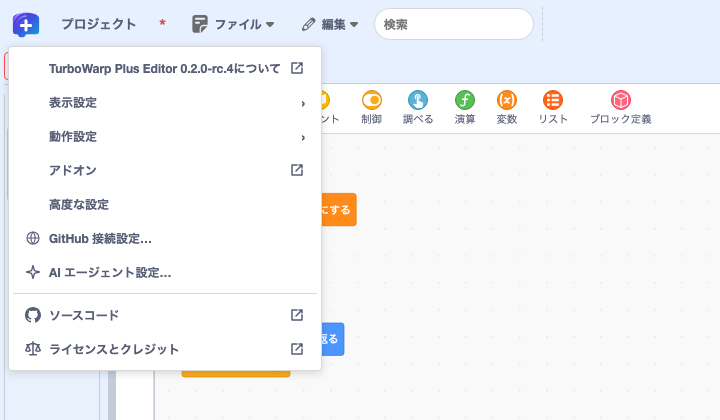 プロジェクト * ファイル 編集 検索
TurboWarp Plus Editor 0.2.0-rc.4について
表示設定
動作設定
アドオン
高度な設定
GitHub 接続設定...
AI エージェント設定...
ソースコード
ライセンスとクレジット
ント 制御 調べる 演算 変数 リスト ブロック定義
にする
る